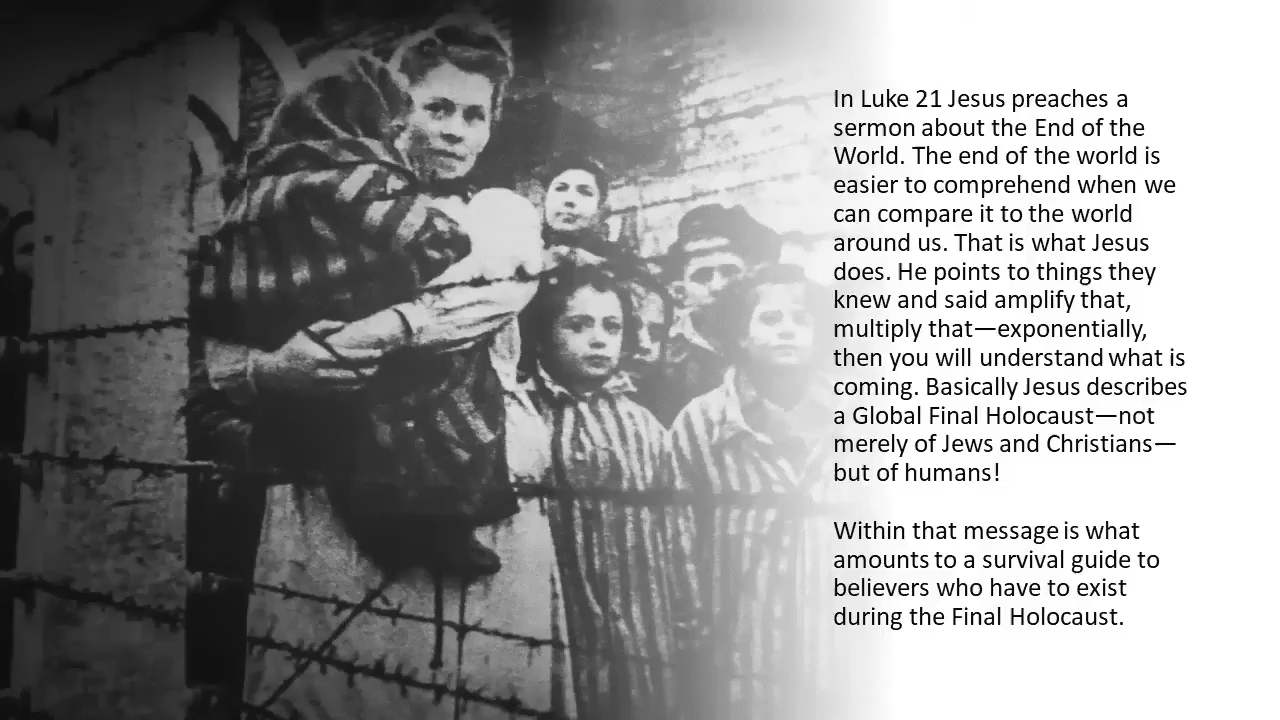 In Luke 21 Jesus preaches a
sermon about the End of the
World. The end of the world is
easier to comprehend when we
can compare it to the world
around us. That is what Jesus
does. He points to things they
knew and said amplify that,
multiply that—exponentially,
then you will understand what is
coming. Basically Jesus describes
a Global Final Holocaust—not
merely of Jews and Christians—
but of humans!
Within that message is what
amounts to a survival guide to
believers who have to exist
during the Final Holocaust.